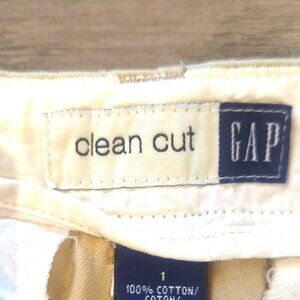 clean cut GAP
1
100% COTTON/
COTON/